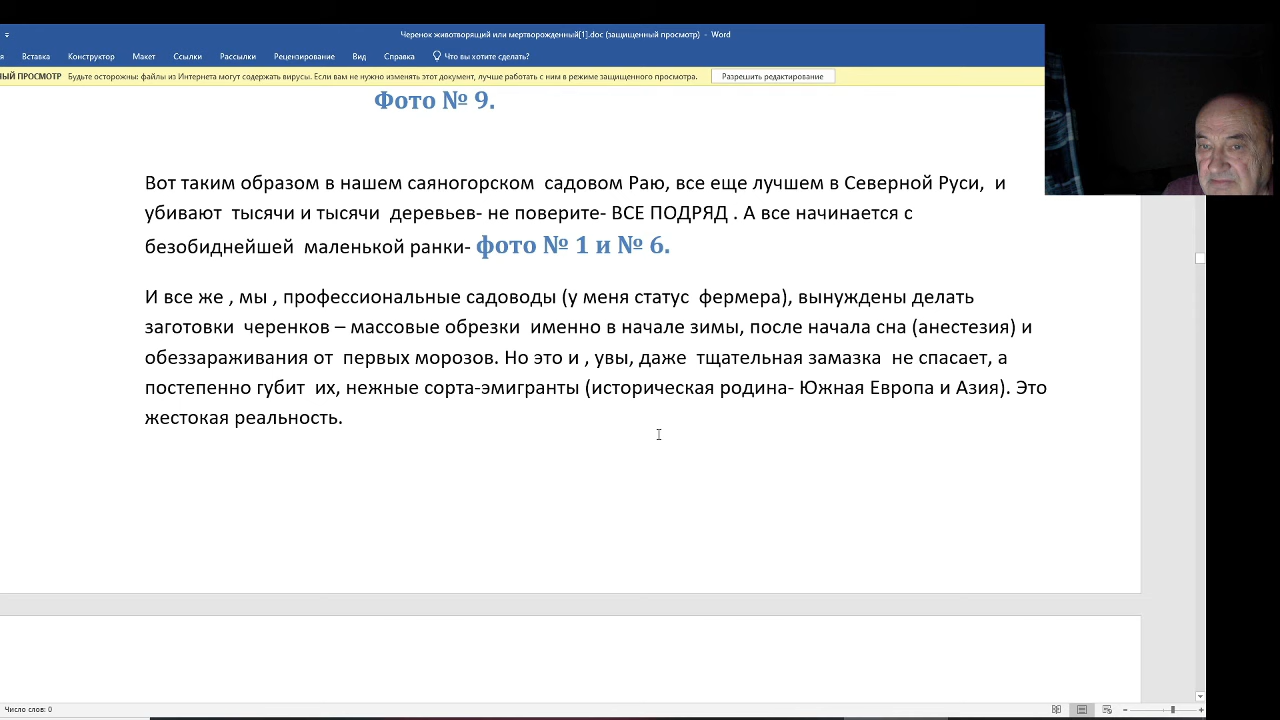 Черенок животворящий или мертворожденный[1].doc (защищенный просмотр) - Word
Вставка Конструктор Макет Ссылки Рассылки Рецензирование Вид Справка Что вы хотите сделать?
ПРОСМОТР Будьте осторожны: файлы из Интернета могут содержать вирусы. Если вам не нужно изменять этот документ, лучше работать с ним в режиме защищенного просмотра. Разрешить редактирование
Фото № 9.
Вот таким образом в нашем саяногорском садовом Раю, все еще лучшем в Северной Руси, и
убивают тысячи и тысячи деревьев- не поверите- ВСЕ ПОДРЯД . А все начинается с
безобиднейшей маленькой ранки- фото № 1 и № 6.
И все же , мы , профессиональные садоводы (у меня статус фермера), вынуждены делать
заготовки черенков – массовые обрезки именно в начале зимы, после начала сна (анестезия) и
обеззараживания от первых морозов. Но это и , увы, даже тщательная замазка не спасает, а
постепенно губит их, нежные сорта-эмигранты (историческая родина- Южная Европа и Азия). Это
жестокая реальность.
Число слов: 0